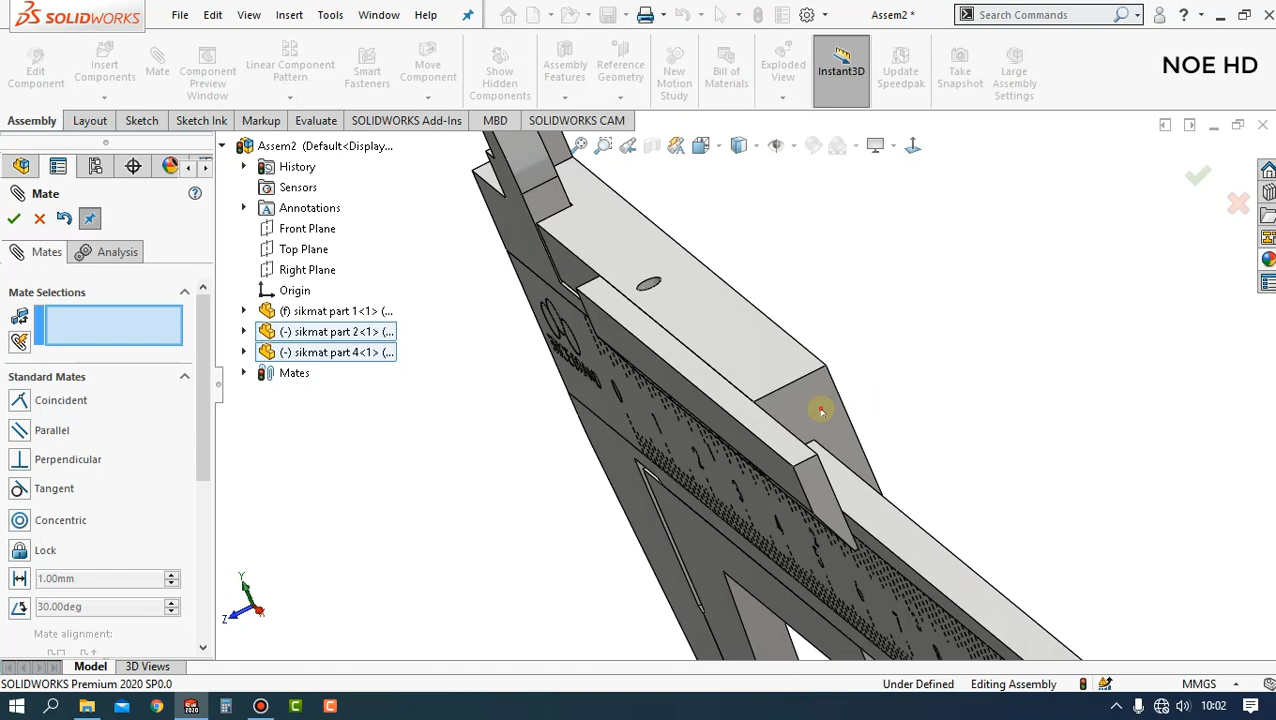 SOLIDWORKS File Edit View Insert Tools Window Help Assem2 * Search Commands ?
Edit Component
Insert Components
Mate
Component Preview Window
Linear Component Pattern
Smart Fasteners
Move Component
Show Hidden Components
Assembly Features
Reference Geometry
New Motion Study
Bill of Materials
Exploded View
Instant3D
Update Speedpak
Take Snapshot
Large Assembly Settings
NOE HD
Assembly Layout Sketch Sketch Ink Markup Evaluate SOLIDWORKS Add-Ins MBD SOLIDWORKS CAM
Mate
Mates Analysis
Mate Selections
Standard Mates
Coincident
Parallel
Perpendicular
Tangent
Concentric
Lock
1.00mm
30.00deg
Mate alignment:
Assem2 (Default<Display...
History
Sensors
Annotations
Front Plane
Top Plane
Right Plane
Origin
(f) sikmat part 1<1> (...
(-) sikmat part 2<1> (...
(-) sikmat part 4<1> (...
Mates
Y
Z
Model 3D Views
SOLIDWORKS Premium 2020 SP0.0 Under Defined Editing Assembly MMGS
10:02